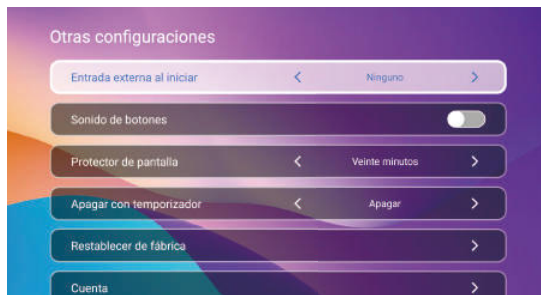 Otras configuraciones
Entrada externa al iniciar < Ninguno >
Sonido de botones
Protector de pantalla < Veinte minutos >
Apagar con temporizador < Apagar >
Restablecer de fábrica >
Cuenta >